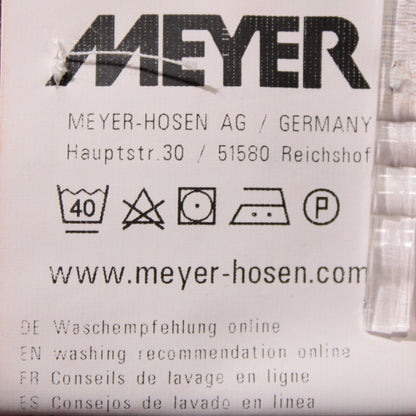 MEYER
MEYER-HOSEN AG / GERMANY
Hauptstr.30 / 51580 Reichshof
40 P
www.meyer-hosen.com
DE Waschempfehlung online
EN washing recommendation online
FR Conseils de lavage en ligne
ES Consejos de lavado en linea